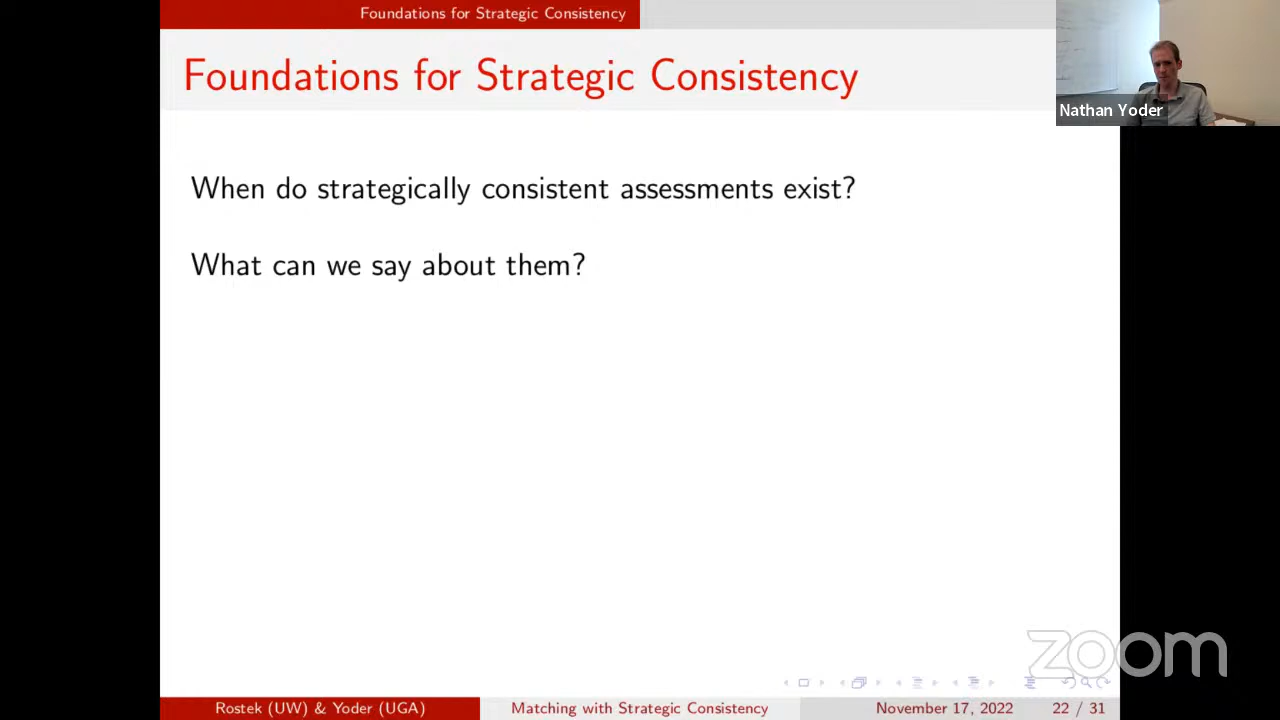 Foundations for Strategic Consistency
Foundations for Strategic Consistency
Nathan Yoder
When do strategically consistent assessments exist?
What can we say about them?
zoom
Rostek (UW) & Yoder (UGA)
Matching with Strategic Consistency
November 17, 2022
22 / 31